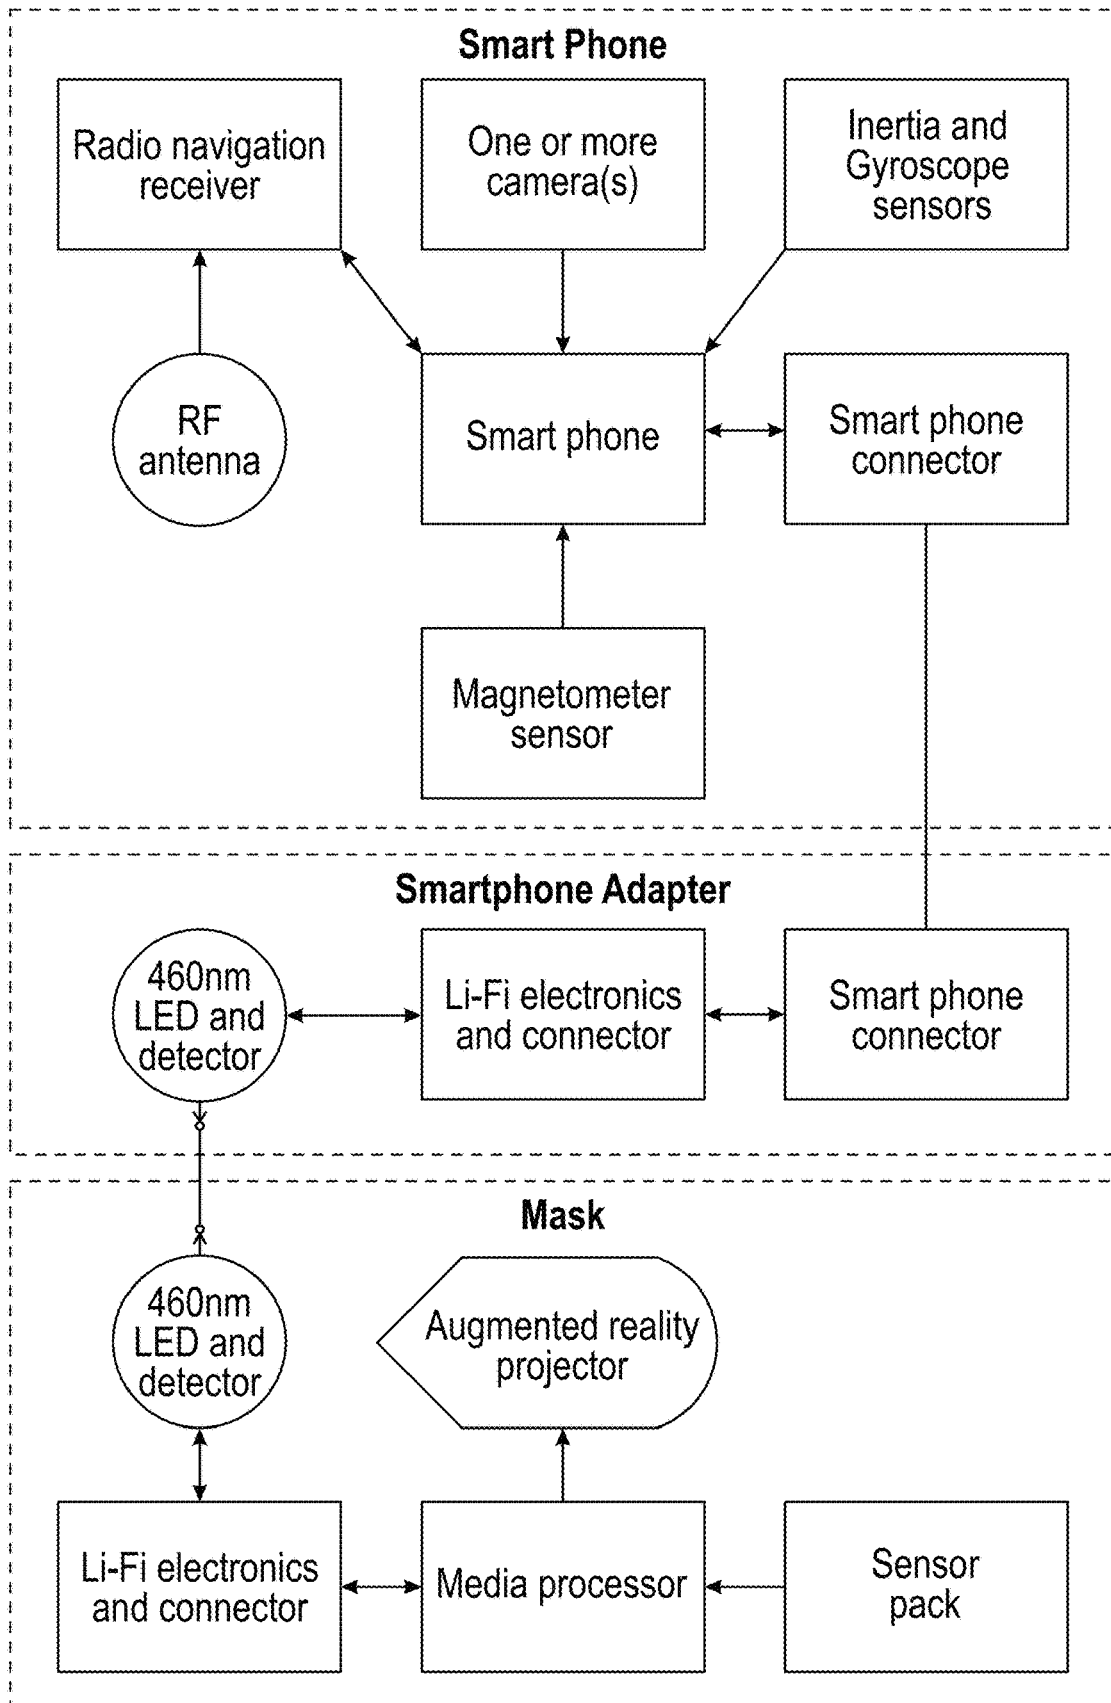 Smart Phone
Radio navigation
receiver
One or more
camera(s)
Inertia and
Gyroscope
sensors
RF
antenna
Smart phone
Smart phone
connector
Magnetometer
sensor
Smartphone Adapter
460nm
LED and
detector
Li-Fi electronics
and connector
Smart phone
connector
Mask
460nm
LED and
detector
Augmented reality
projector
Li-Fi electronics
and connector
Media processor
Sensor
pack